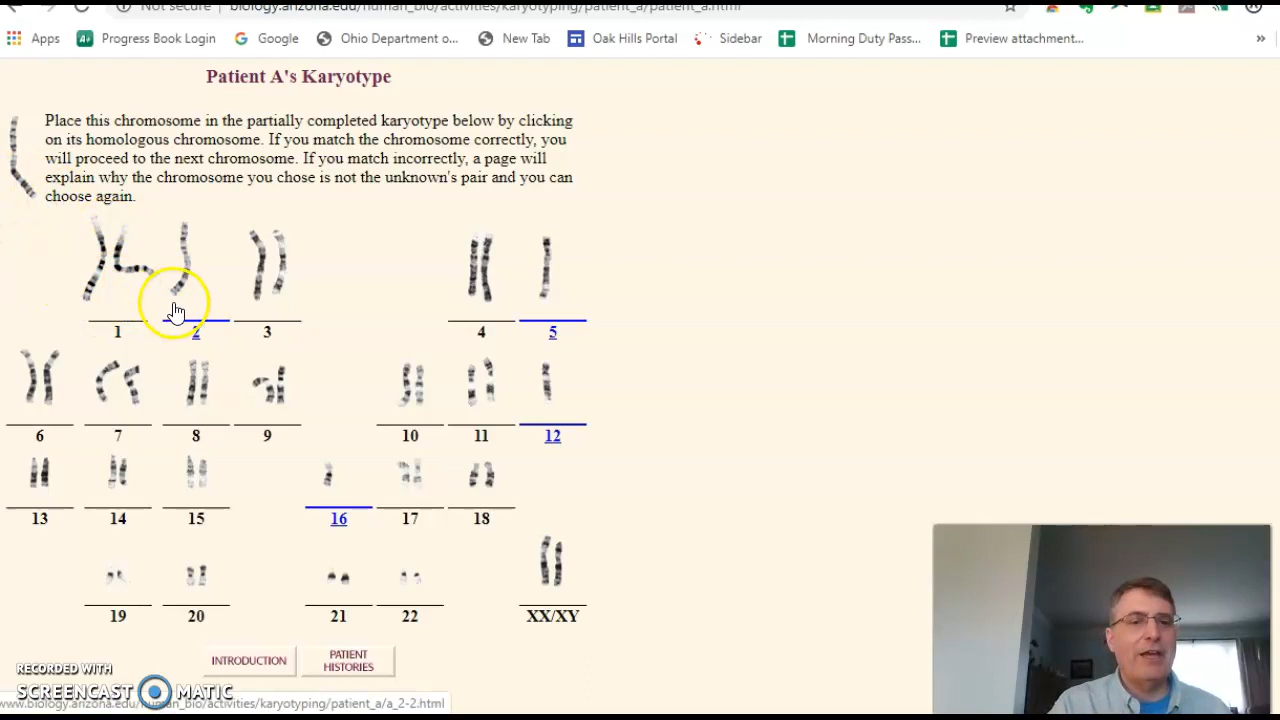 Not secure | biology.arizona.edu/human_bio/activities/karyotyping/patient_a/patient_a.html
Apps A+ Progress Book Login Google Ohio Department o... New Tab Oak Hills Portal Sidebar Morning Duty Pass... Preview attachment... »
Patient A's Karyotype
Place this chromosome in the partially completed karyotype below by clicking
on its homologous chromosome. If you match the chromosome correctly, you
will proceed to the next chromosome. If you match incorrectly, a page will
explain why the chromosome you chose is not the unknown's pair and you can
choose again.
1 2 3 4 5
6 7 8 9 10 11 12
13 14 15 16 17 18
19 20 21 22 XX/XY
INTRODUCTION
PATIENT
HISTORIES
RECORDED WITH
SCREENCAST MATIC
www.biology.arizona.edu/human_bio/activities/karyotyping/patient_a/a_2-2.html